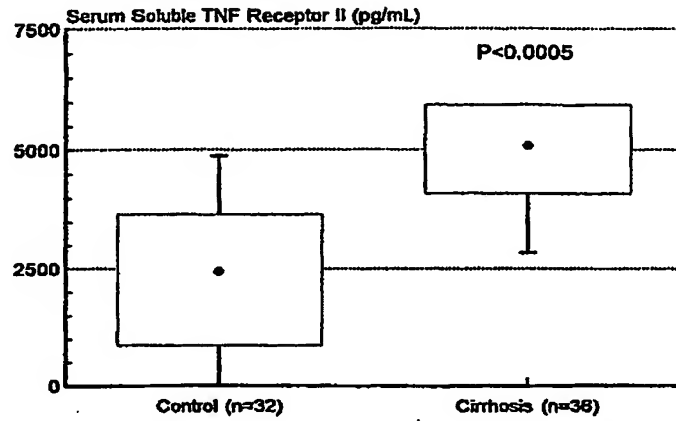 Serum Soluble TNF Receptor II (pg/mL)
7500
P<0.0005
5000
2500
0
Control (n=32)
Cirrhosis (n=36)